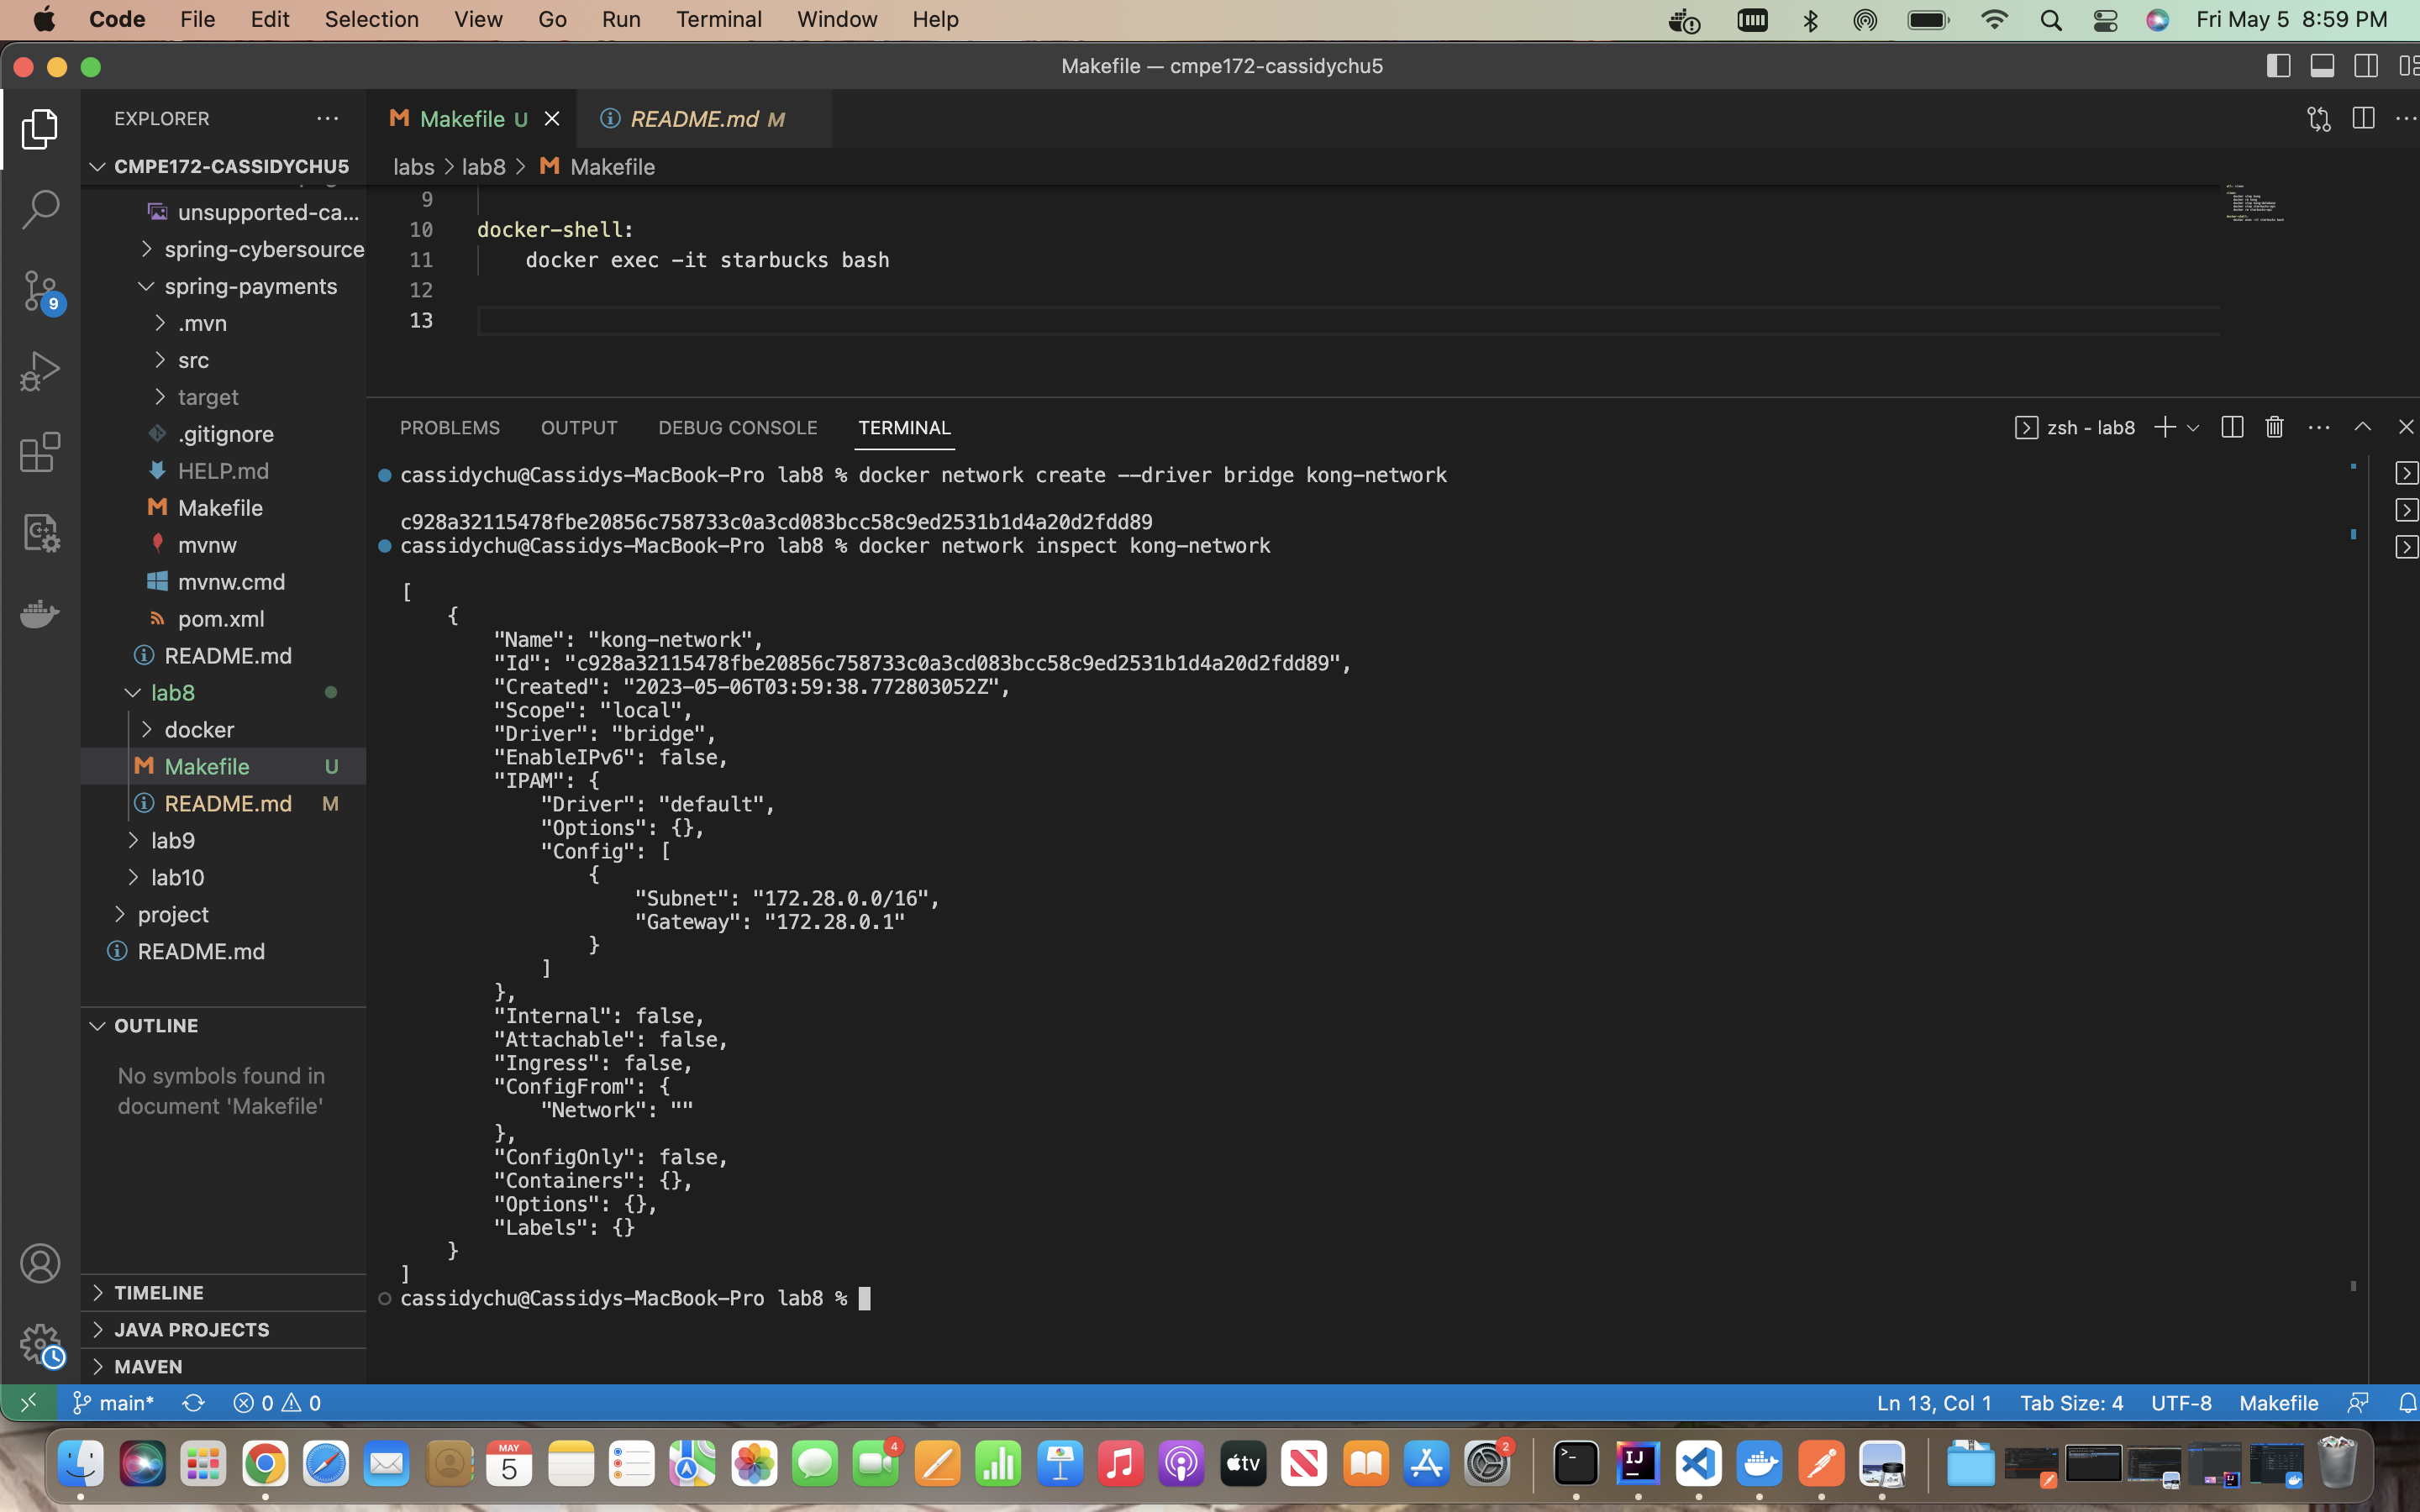 Code File Edit Selection View Go Run Terminal Window Help Fri May 5 8:59 PM
Makefile — cmpe172-cassidychu5
EXPLORER
Makefile U
README.md M
CMPE172-CASSIDYCHU5
labs > lab8 > Makefile
unsupported-ca...
spring-cybersource
spring-payments
.mvn
src
target
.gitignore
HELP.md
Makefile
mvnw
mvnw.cmd
pom.xml
README.md
lab8
docker
Makefile U
README.md M
lab9
lab10
project
README.md
OUTLINE
No symbols found in
document 'Makefile'
TIMELINE
JAVA PROJECTS
MAVEN
9
9
10 docker-shell:
11 docker exec -it starbucks bash
12
13
PROBLEMS OUTPUT DEBUG CONSOLE TERMINAL
zsh - lab8
cassidychu@Cassidys-MacBook-Pro lab8 % docker network create --driver bridge kong-network
c928a32115478fbe20856c758733c0a3cd083bcc58c9ed2531b1d4a20d2fdd89
cassidychu@Cassidys-MacBook-Pro lab8 % docker network inspect kong-network
[
{
"Name": "kong-network",
"Id": "c928a32115478fbe20856c758733c0a3cd083bcc58c9ed2531b1d4a20d2fdd89",
"Created": "2023-05-06T03:59:38.772803052Z",
"Scope": "local",
"Driver": "bridge",
"EnableIPv6": false,
"IPAM": {
"Driver": "default",
"Options": {},
"Config": [
{
"Subnet": "172.28.0.0/16",
"Gateway": "172.28.0.1"
}
]
},
"Internal": false,
"Attachable": false,
"Ingress": false,
"ConfigFrom": {
"Network": ""
},
"ConfigOnly": false,
"Containers": {},
"Options": {},
"Labels": {}
}
]
cassidychu@Cassidys-MacBook-Pro lab8 %
main* 0 0 Ln 13, Col 1 Tab Size: 4 UTF-8 Makefile
MAY
5
4
tv
2
IJ